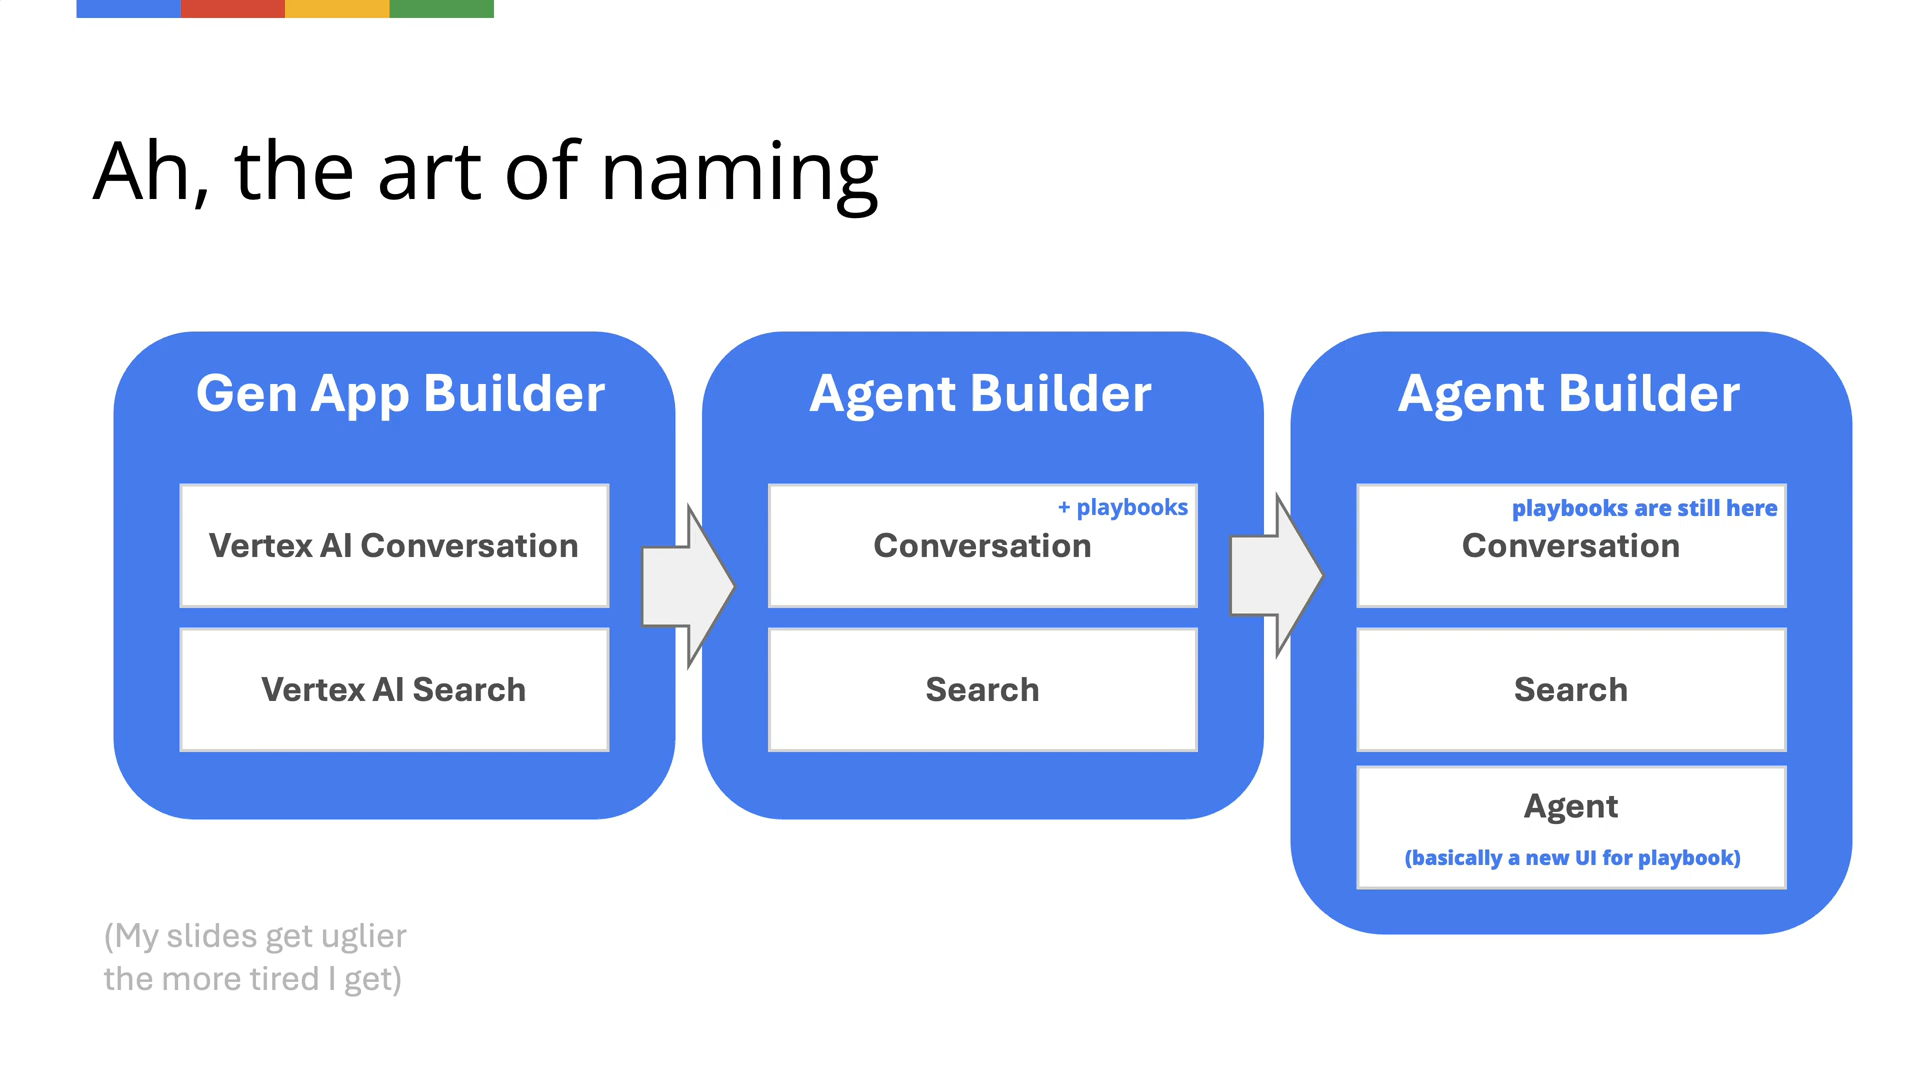 Ah, the art of naming
Gen App Builder
Vertex AI Conversation
Vertex AI Search
Agent Builder
+ playbooks
Conversation
Search
Agent Builder
playbooks are still here
Conversation
Search
Agent
(basically a new UI for playbook)
(My slides get uglier
the more tired I get)